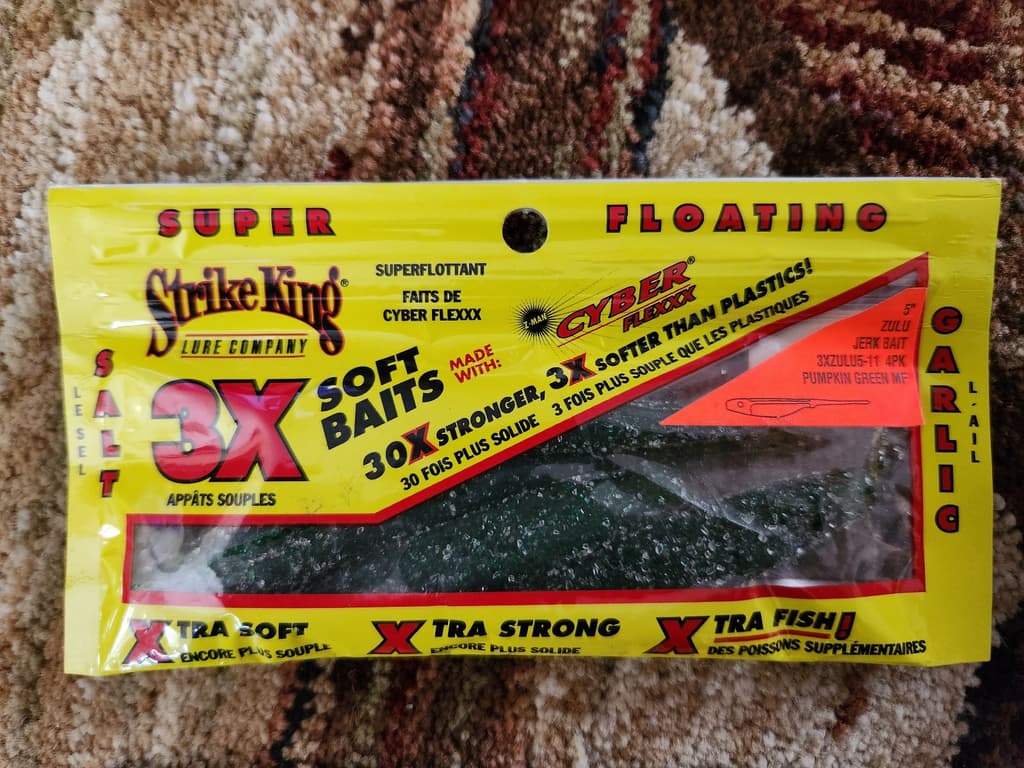 SUPER FLOATING
Strike King®
LURE COMPANY
SUPERFLOTTANT
FAITS DE
CYBER FLEXXX
Z-MAN
CYBER®
FLEXXX
3X
SOFT
BAITS
MADE
WITH:
APPÂTS SOUPLES
30X STRONGER, 3X SOFTER THAN PLASTICS!
30 FOIS PLUS SOLIDE 3 FOIS PLUS SOUPLE QUE LES PLASTIQUES
5"
ZULU
JERK BAIT
3XZULU5-11 4PK
PUMPKIN GREEN MF
SALT
LE SEL
GARLIC
L'AIL
XTRA SOFT
ENCORE PLUS SOUPLE
XTRA STRONG
ENCORE PLUS SOLIDE
XTRA FISH!
DES POISSONS SUPPLÉMENTAIRES